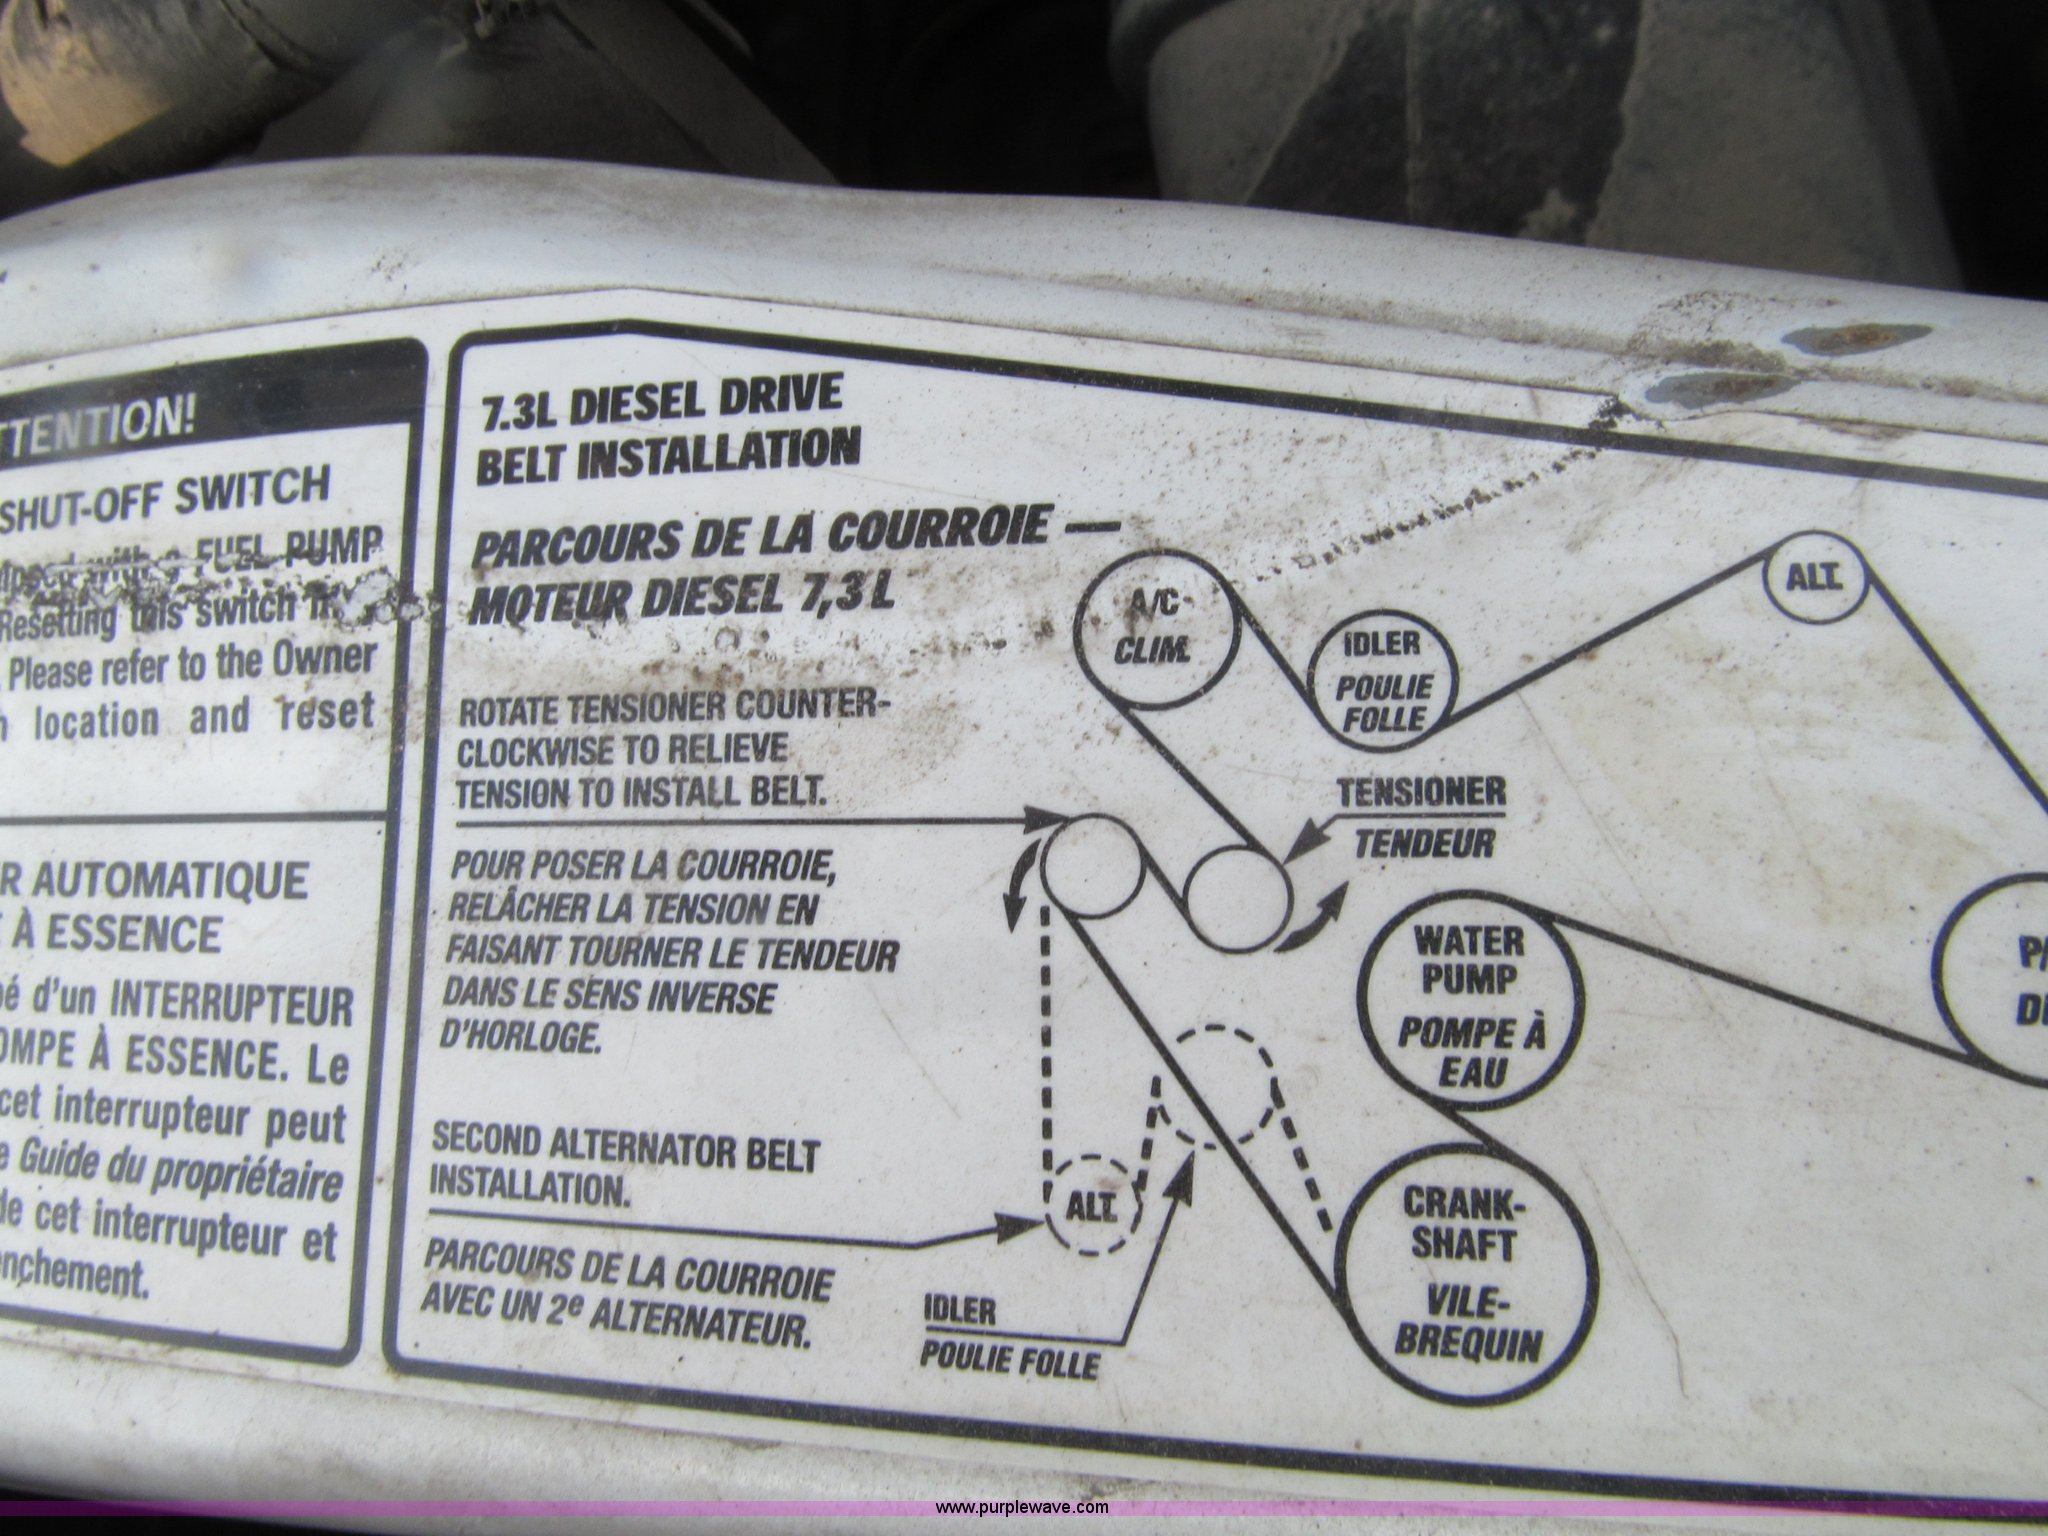 TTENTION!
SHUT-OFF SWITCH
with a FUEL PUMP
Resetting this switch
. Please refer to the Owner
location and reset
R AUTOMATIQUE
À ESSENCE
pé d'un INTERRUPTEUR
OMPE À ESSENCE. Le
cet interrupteur peut
e Guide du propriétaire
de cet interrupteur et
enchement.
7.3L DIESEL DRIVE
BELT INSTALLATION
PARCOURS DE LA COURROIE —
MOTEUR DIESEL 7,3 L
ROTATE TENSIONER COUNTER-
CLOCKWISE TO RELIEVE
TENSION TO INSTALL BELT.
POUR POSER LA COURROIE,
RELÂCHER LA TENSION EN
FAISANT TOURNER LE TENDEUR
DANS LE SENS INVERSE
D'HORLOGE.
SECOND ALTERNATOR BELT
INSTALLATION.
PARCOURS DE LA COURROIE
AVEC UN 2e ALTERNATEUR.
A/C
CLIM.
IDLER
POULIE
FOLLE
ALT.
TENSIONER
TENDEUR
WATER
PUMP
POMPE À
EAU
P/
D
ALT.
IDLER
POULIE FOLLE
CRANK-
SHAFT
VILE-
BREQUIN
www.purplewave.com